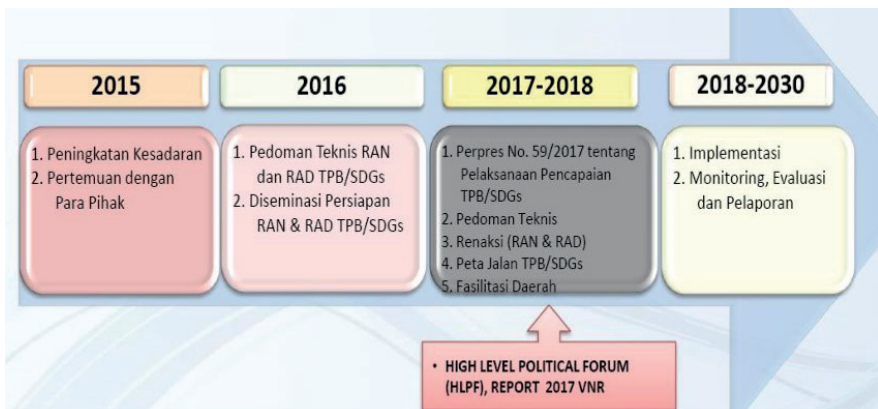 2015
1. Peningkatan Kesadaran
2. Pertemuan dengan
Para Pihak
2016
1. Pedoman Teknis RAN
dan RAD TPB/SDGs
2. Diseminasi Persiapan
RAN & RAD TPB/SDGs
2017-2018
1. Perpres No. 59/2017 tentang
Pelaksanaan Pencapaian
TPB/SDGs
2. Pedoman Teknis
3. Renaksi (RAN & RAD)
4. Peta Jalan TPB/SDGs
5. Fasilitasi Daerah
2018-2030
1. Implementasi
2. Monitoring, Evaluasi
dan Pelaporan
• HIGH LEVEL POLITICAL FORUM
(HLPF), REPORT 2017 VNR